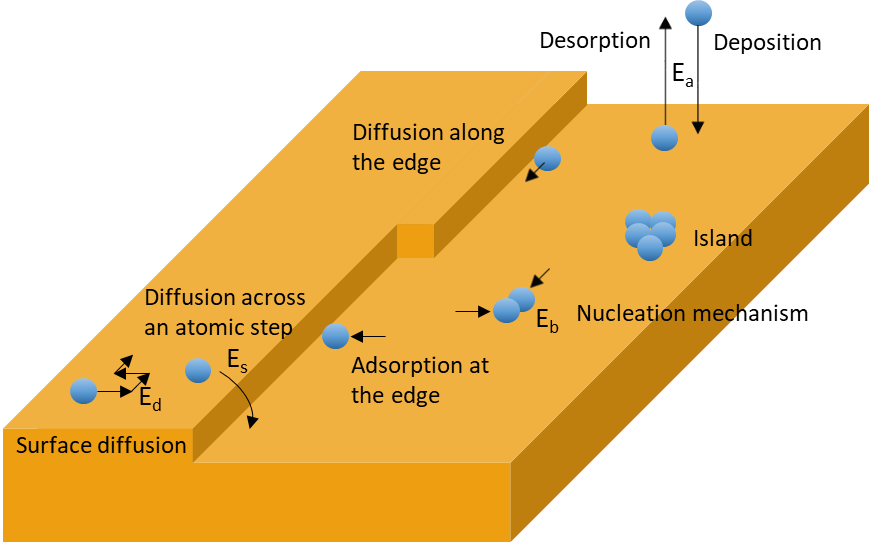 Desorption
Deposition
Ea
Diffusion along
the edge
Island
Diffusion across
an atomic step
Es
Eb
Nucleation mechanism
Adsorption at
the edge
Ed
Surface diffusion